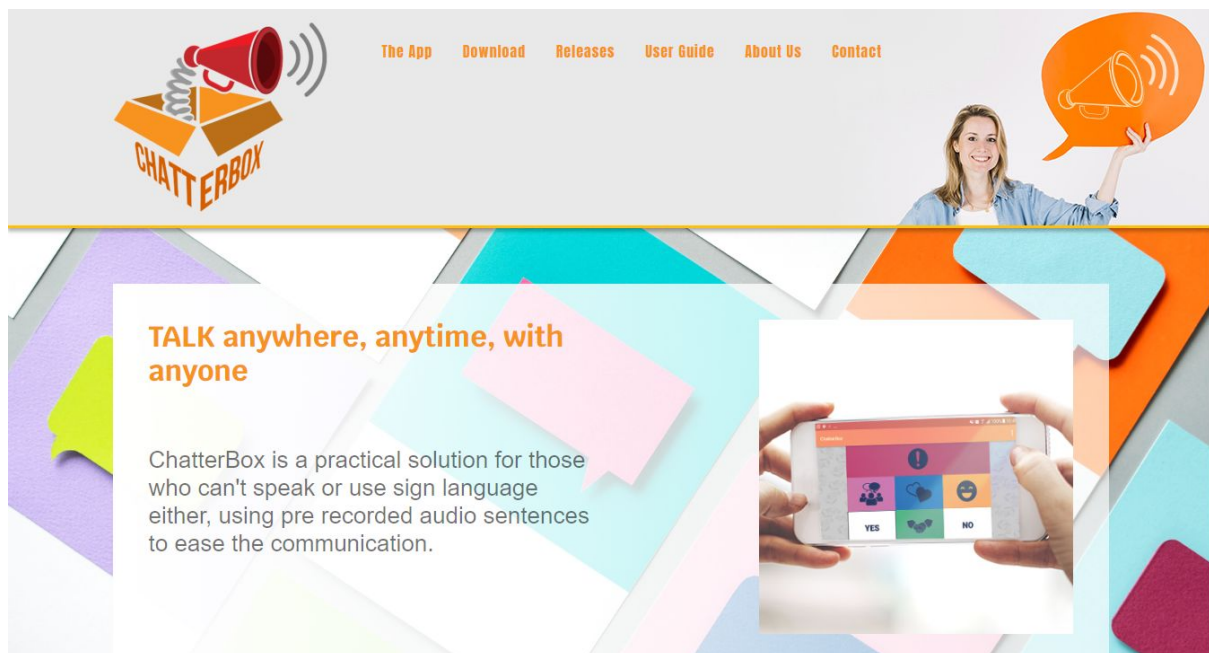 CHATTERBOX
The App Download Releases User Guide About Us Contact
TALK anywhere, anytime, with
anyone
ChatterBox is a practical solution for those
who can't speak or use sign language
either, using pre recorded audio sentences
to ease the communication.
ChatterBox
YES NO